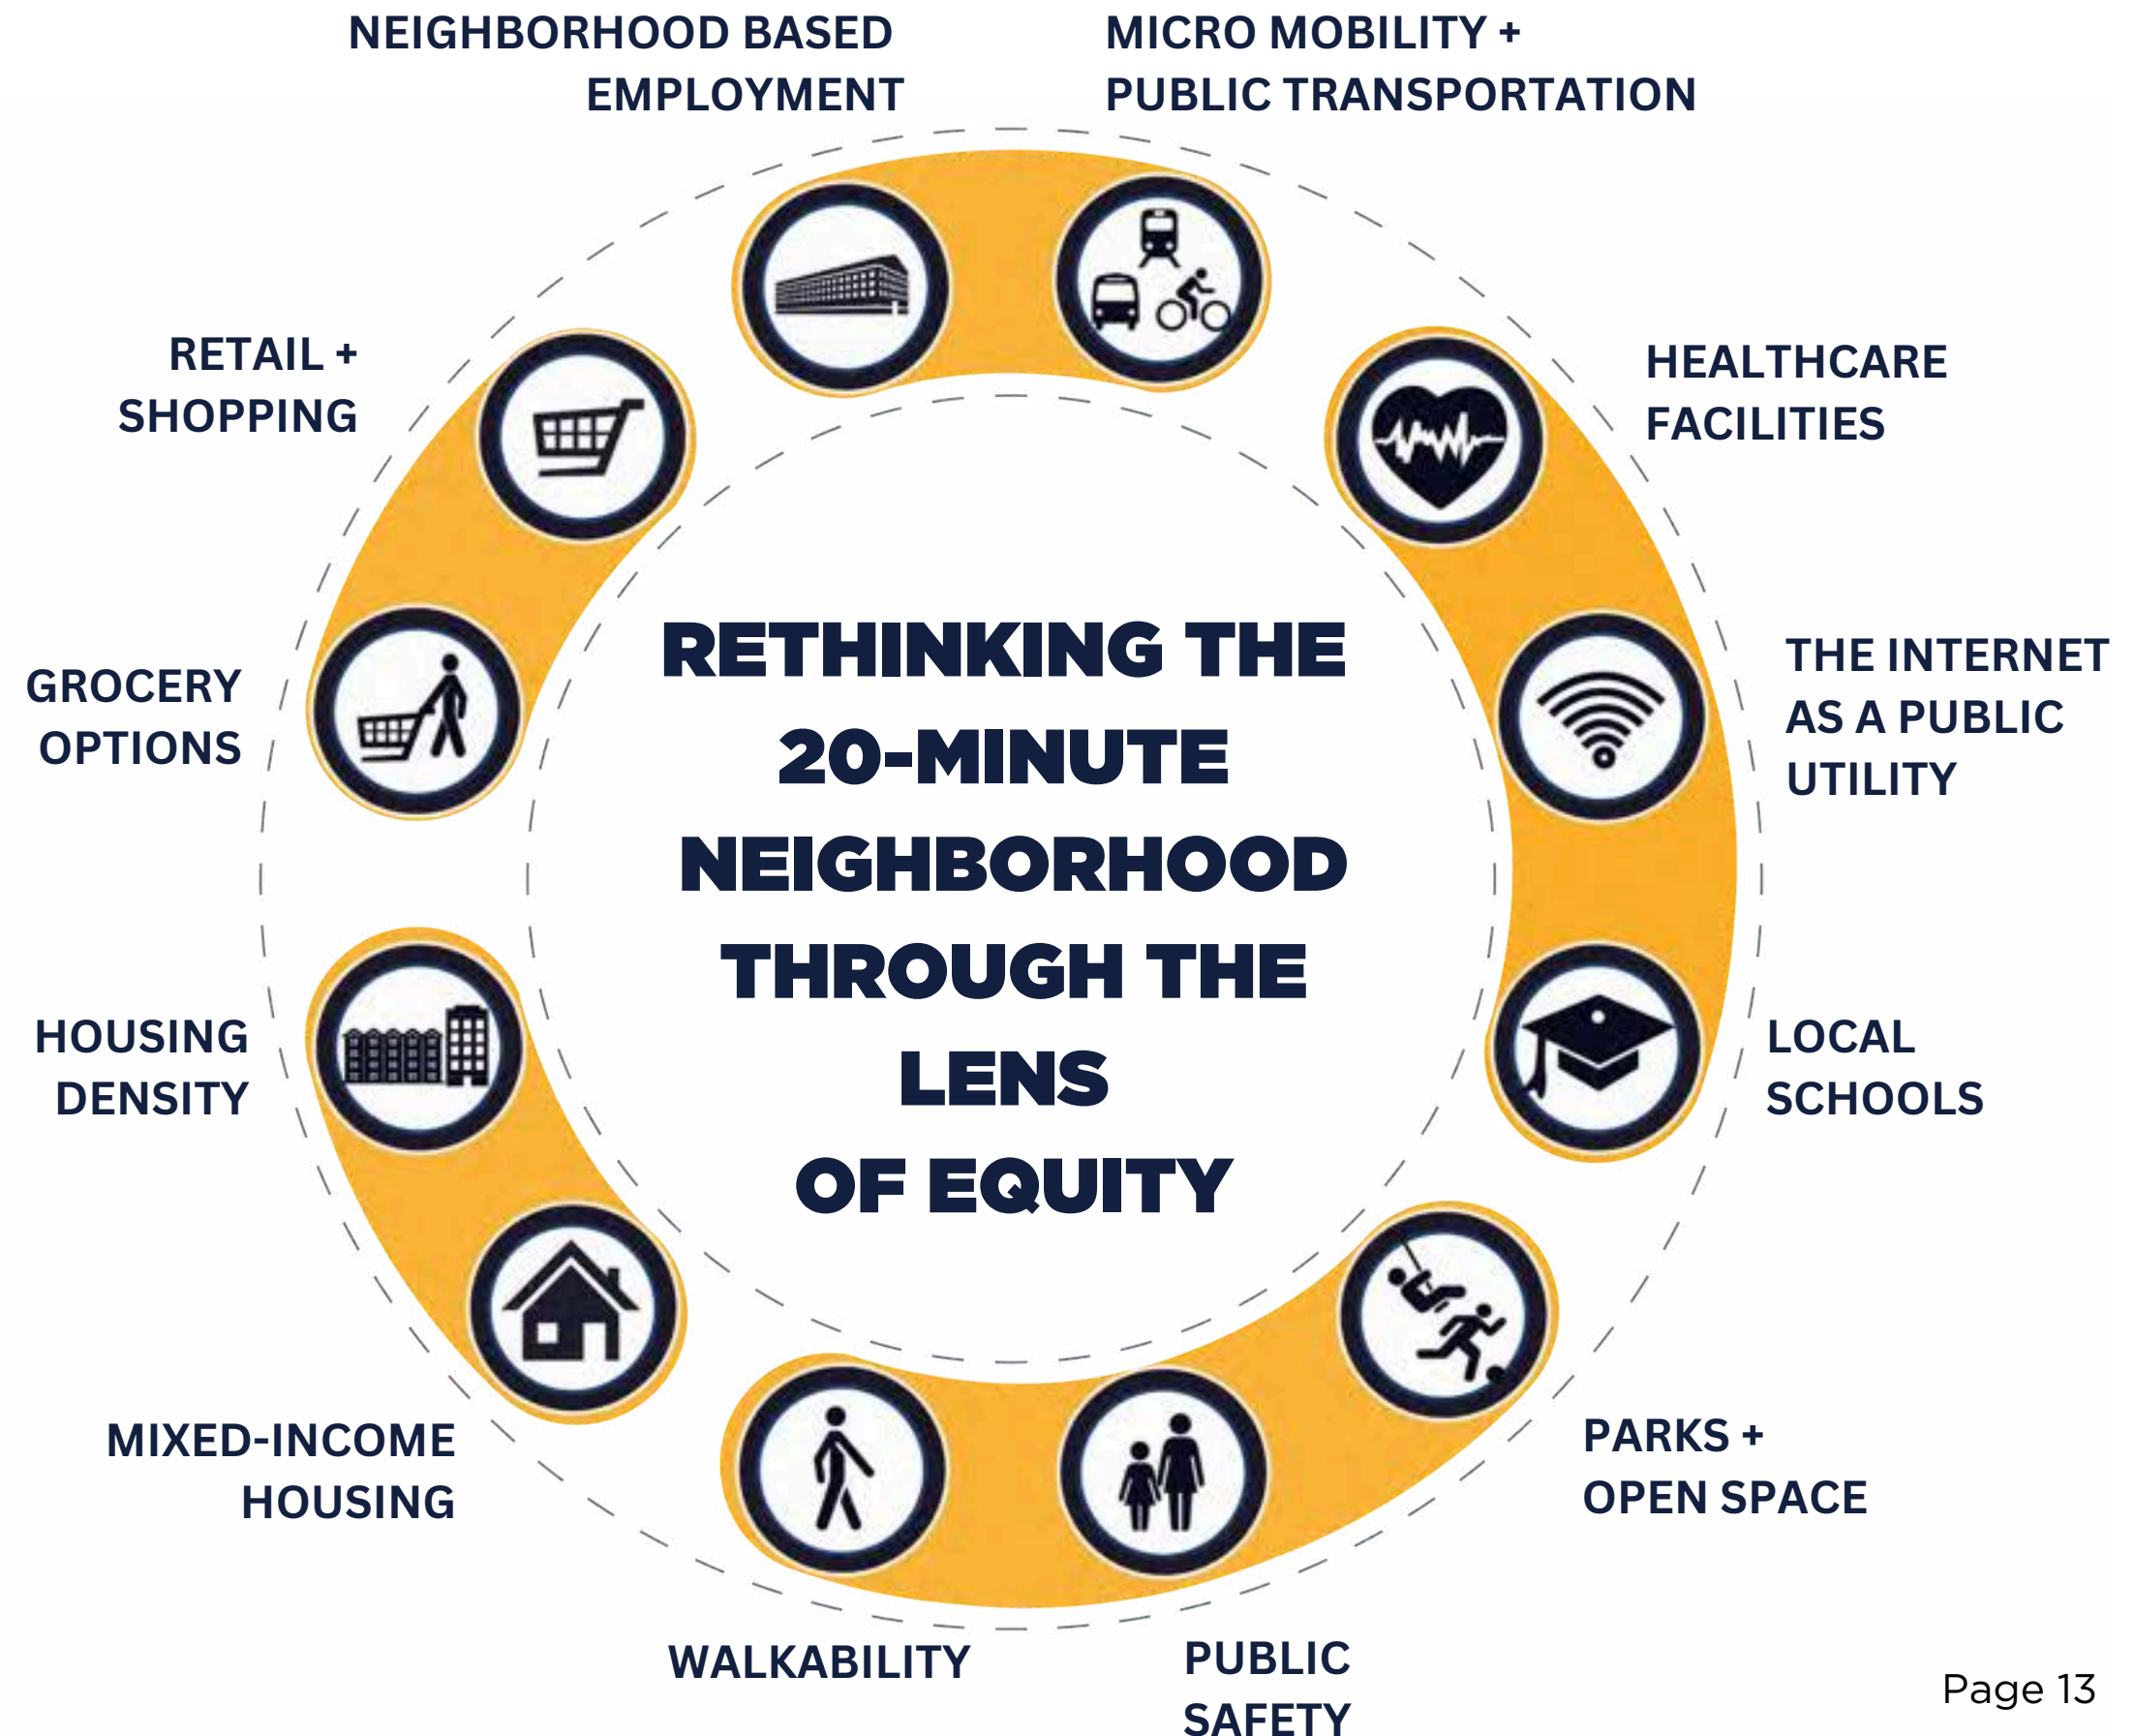 NEIGHBORHOOD BASED
EMPLOYMENT
MICRO MOBILITY +
PUBLIC TRANSPORTATION
HEALTHCARE
FACILITIES
THE INTERNET
AS A PUBLIC
UTILITY
LOCAL
SCHOOLS
PARKS +
OPEN SPACE
PUBLIC
SAFETY
WALKABILITY
MIXED-INCOME
HOUSING
HOUSING
DENSITY
GROCERY
OPTIONS
RETAIL +
SHOPPING
RETHINKING THE
20-MINUTE
NEIGHBORHOOD
THROUGH THE
LENS
OF EQUITY
Page 13